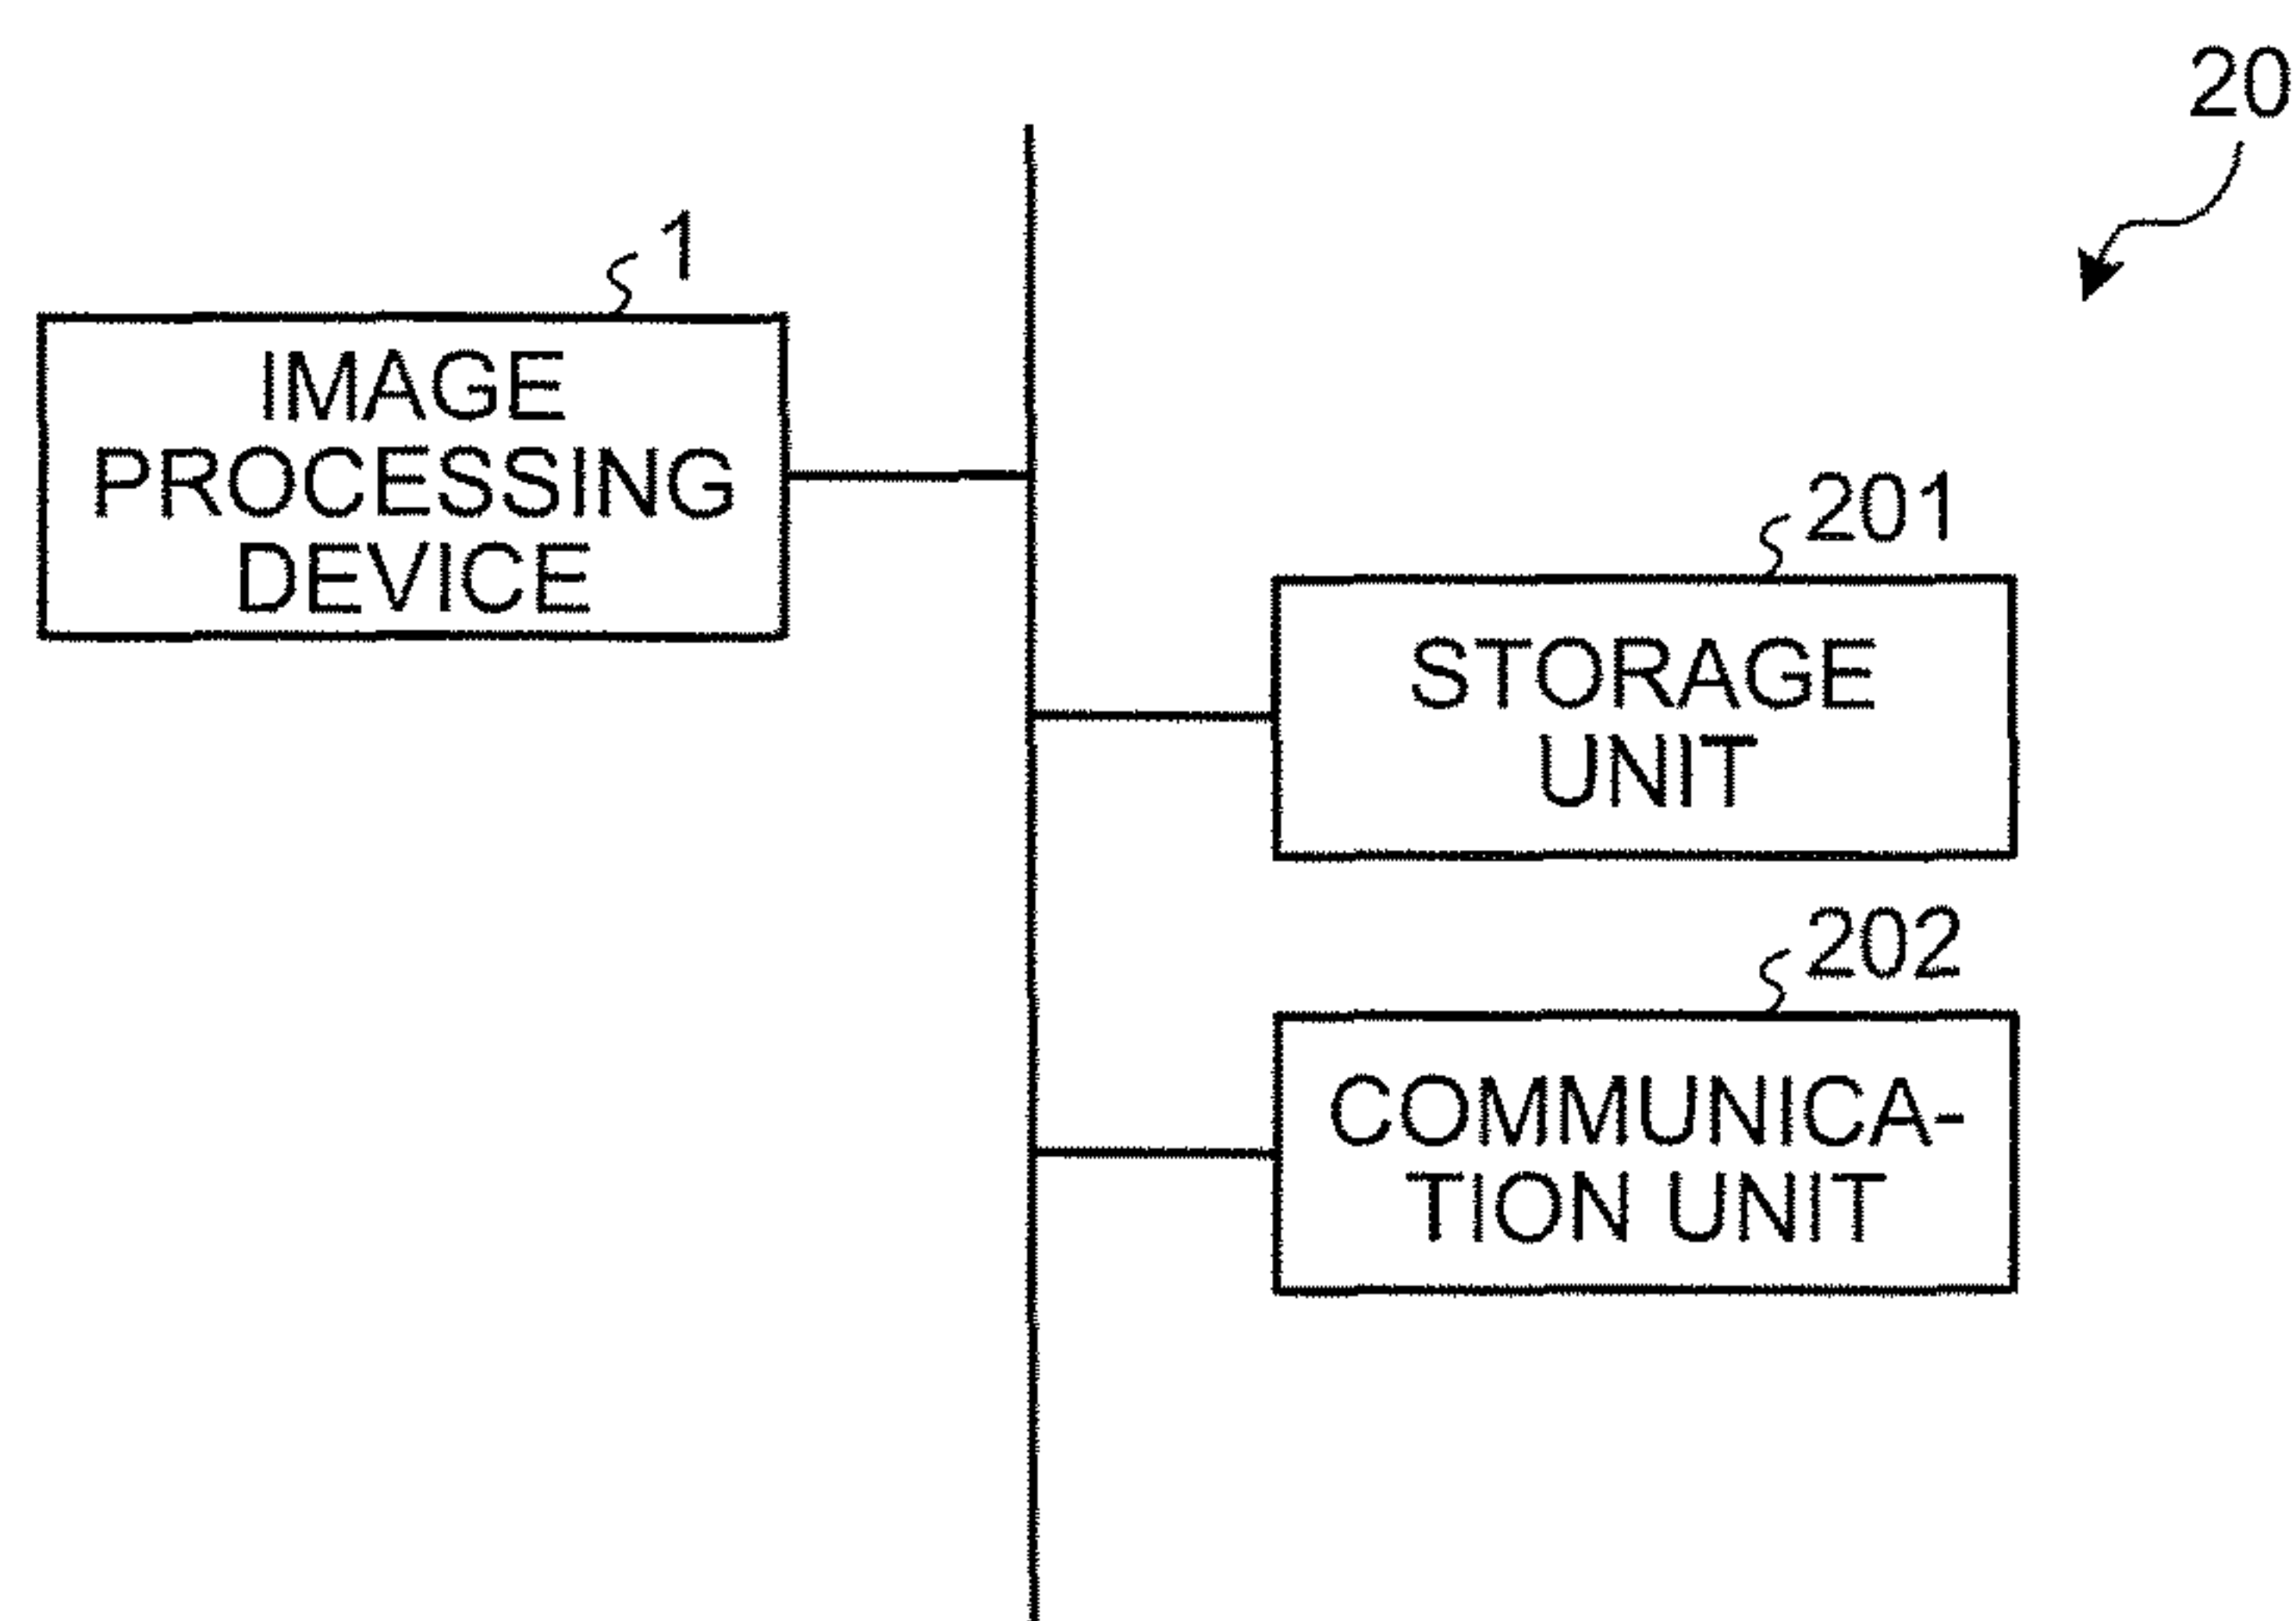 20
1
IMAGE
PROCESSING
DEVICE
201
STORAGE
UNIT
202
COMMUNICA-
TION UNIT